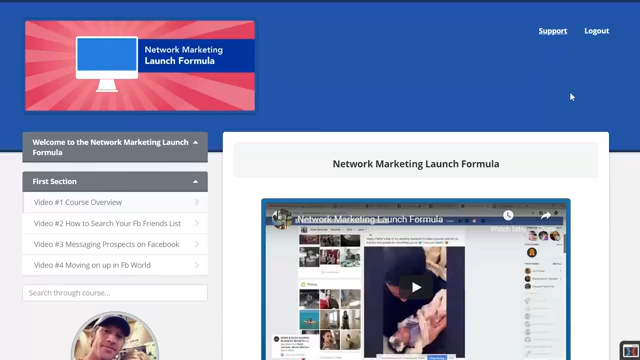 Network Marketing
Launch Formula
Support
Logout
Welcome to the Network Marketing Launch
Formula
First Section
Video #1 Course Overview
Video #2 How to Search Your Fb Friends List
Video #3 Messaging Prospects on Facebook
Video #4 Moving on up in Fb World
Search through course...
Network Marketing Launch Formula
Network Marketing Launch Formula